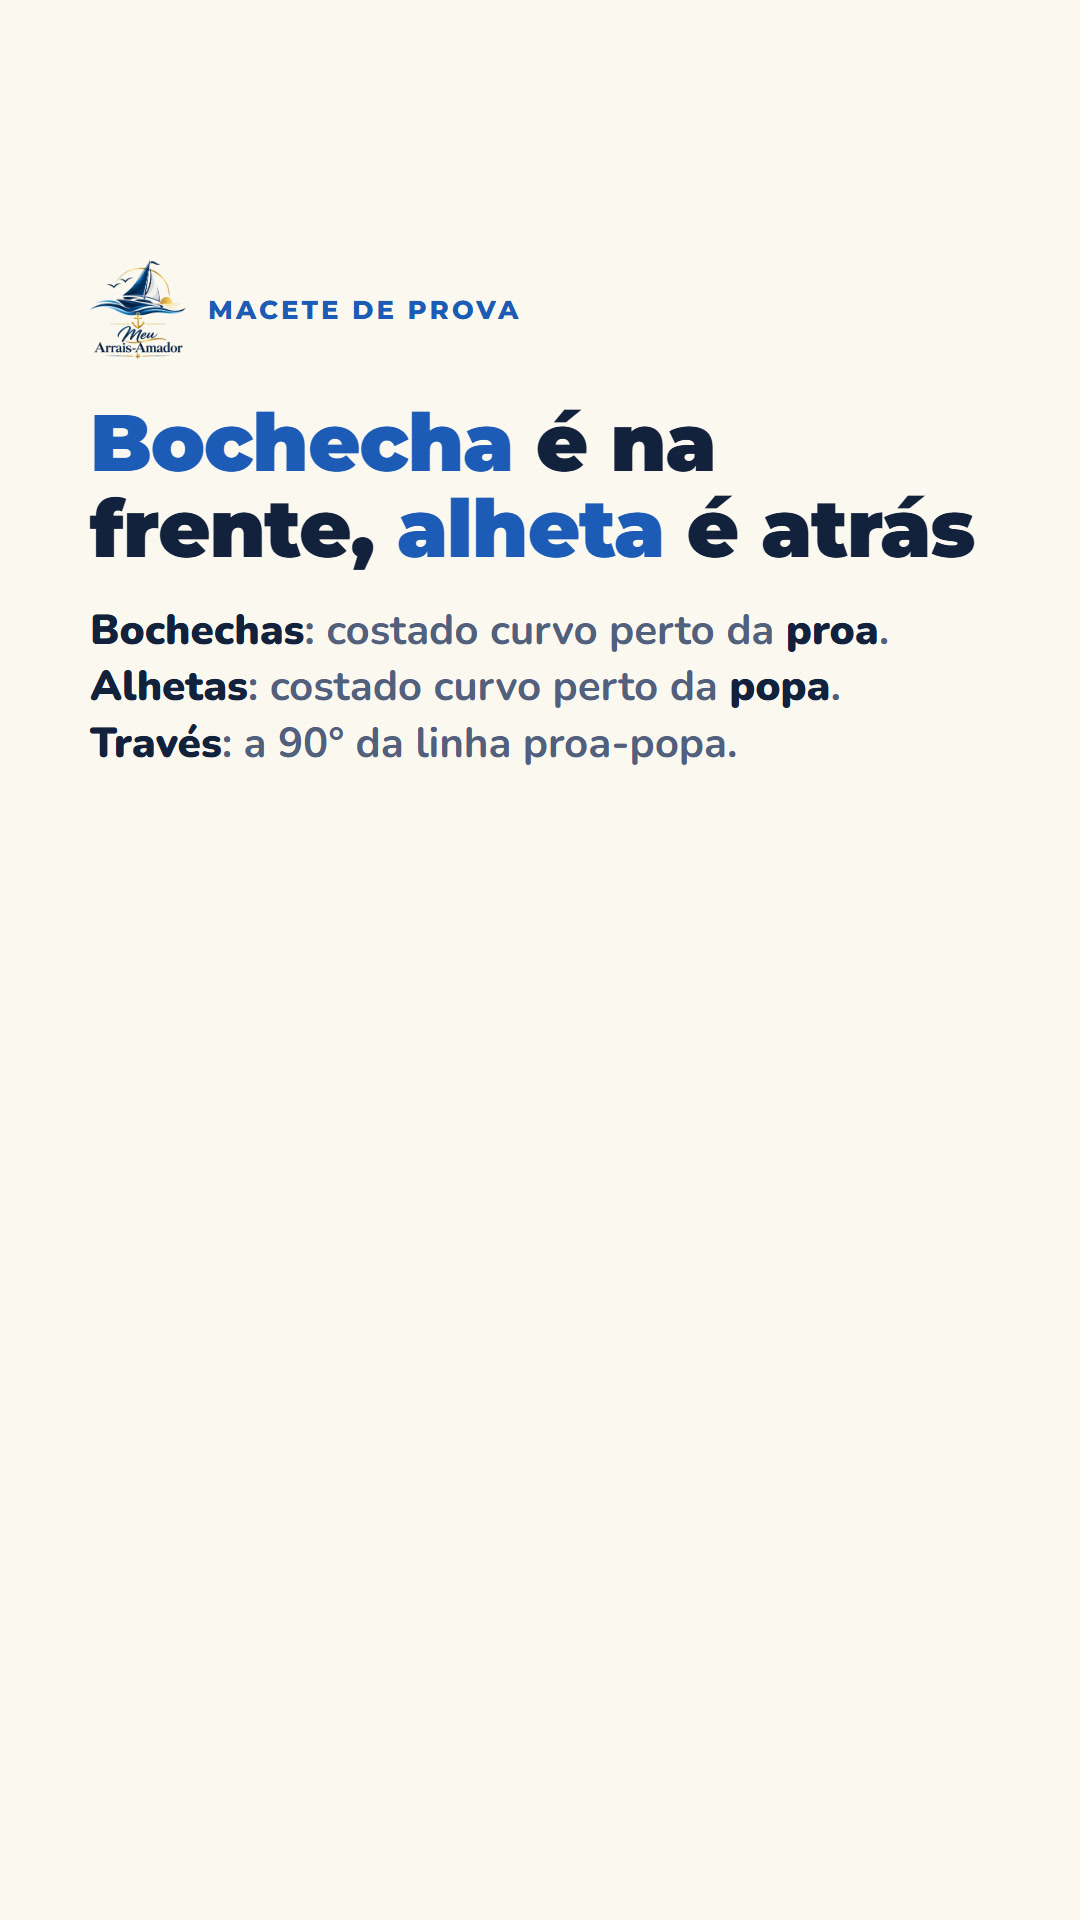 Meu
Arrais-Amador
MACETE DE PROVA
Bochecha é na
frente, alheta é atrás
Bochechas: costado curvo perto da proa.
Alhetas: costado curvo perto da popa.
Través: a 90° da linha proa-popa.